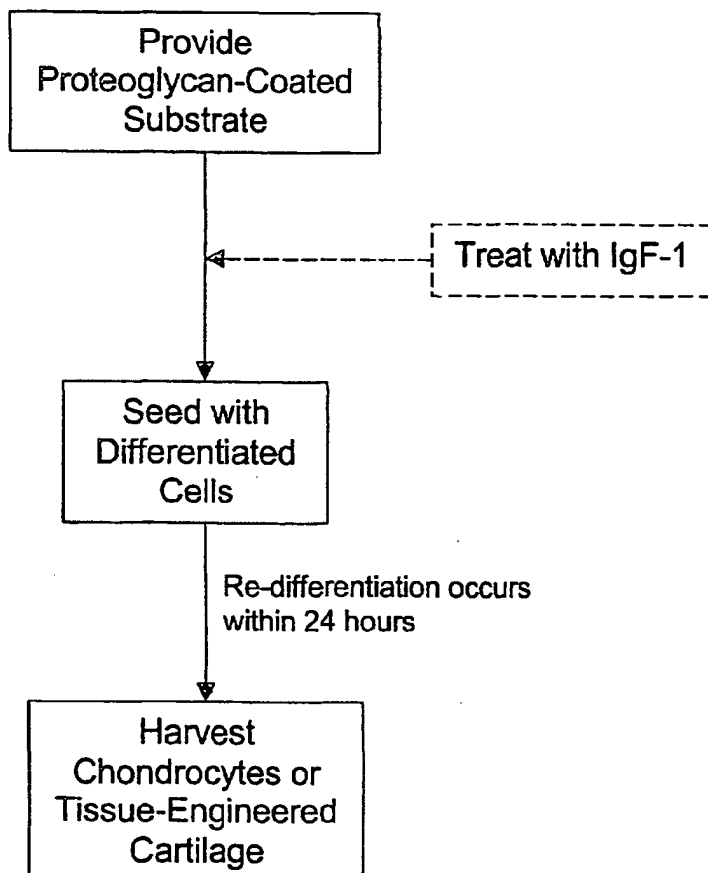 Provide
Proteoglycan-Coated
Substrate
Treat with IgF-1
Seed with
Differentiated
Cells
Re-differentiation occurs
within 24 hours
Harvest
Chondrocytes or
Tissue-Engineered
Cartilage